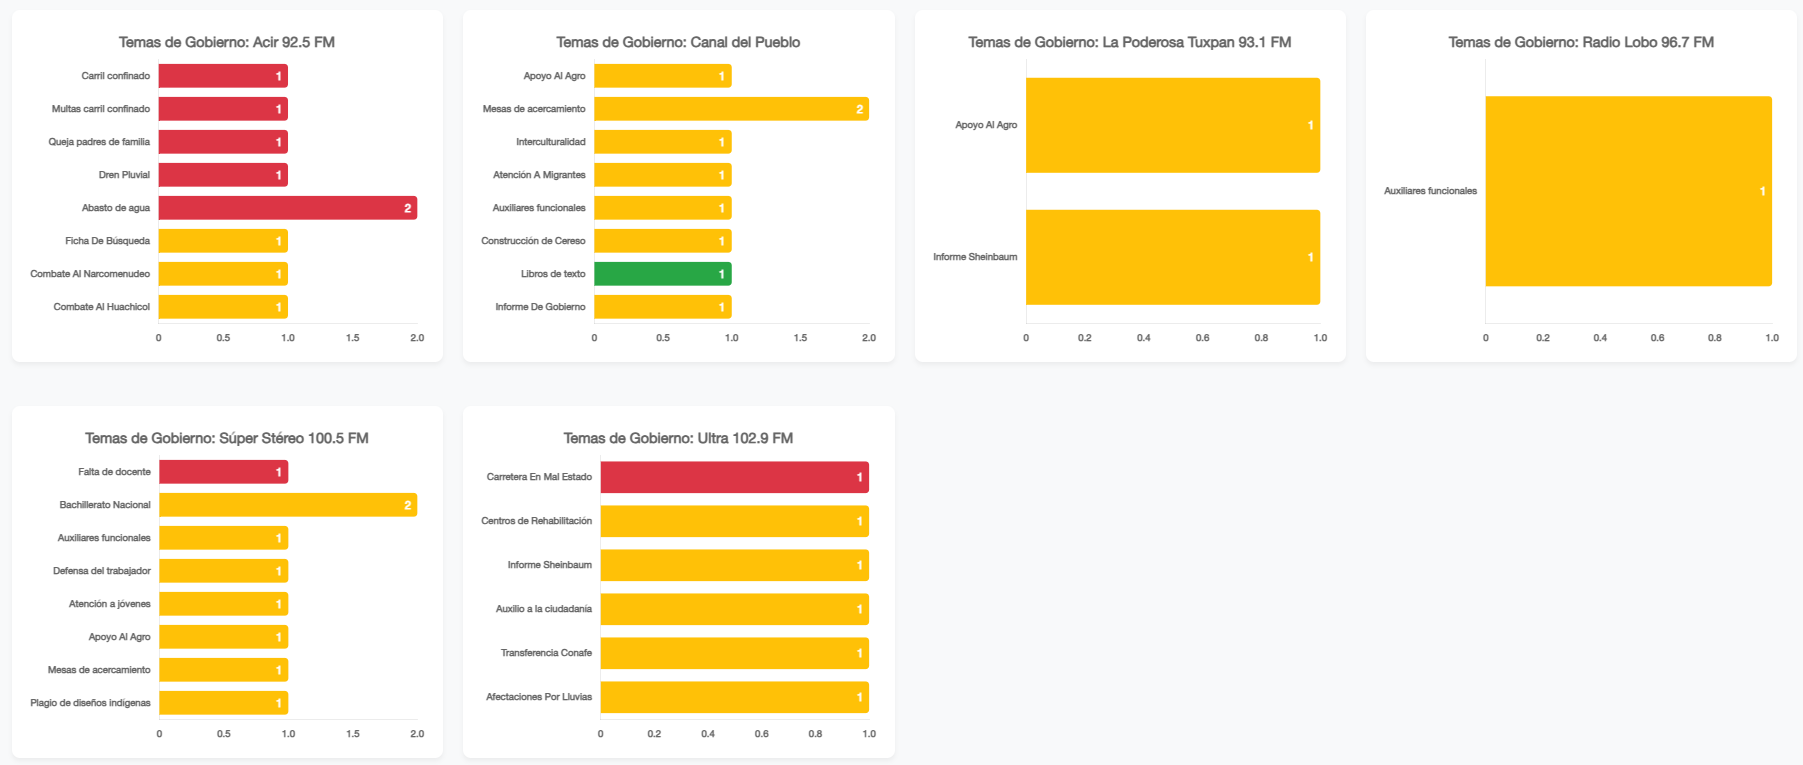 Temas de Gobierno: Acir 92.5 FM
Carril confinado 1
Multas carril confinado 1
Queja padres de familia 1
Dren Pluvial 1
Abasto de agua 2
Ficha De Búsqueda 1
Combate Al Narcomenudeo 1
Combate Al Huachicol 1
0 0.5 1.0 1.5 2.0
Temas de Gobierno: Canal del Pueblo
Apoyo Al Agro 1
Mesas de acercamiento 2
Interculturalidad 1
Atención A Migrantes 1
Auxiliares funcionales 1
Construcción de Cereso 1
Libros de texto 1
Informe De Gobierno 1
0 0.5 1.0 1.5 2.0
Temas de Gobierno: La Poderosa Tuxpan 93.1 FM
Apoyo Al Agro 1
Informe Sheinbaum 1
0 0.2 0.4 0.6 0.8 1.0
Temas de Gobierno: Radio Lobo 96.7 FM
Auxiliares funcionales 1
0 0.2 0.4 0.6 0.8 1.0
Temas de Gobierno: Súper Stéreo 100.5 FM
Falta de docente 1
Bachillerato Nacional 2
Auxiliares funcionales 1
Defensa del trabajador 1
Atención a jóvenes 1
Apoyo Al Agro 1
Mesas de acercamiento 1
Plagio de diseños indígenas 1
0 0.5 1.0 1.5 2.0
Temas de Gobierno: Ultra 102.9 FM
Carretera En Mal Estado 1
Centros de Rehabilitación 1
Informe Sheinbaum 1
Auxilio a la ciudadanía 1
Transferencia Conafe 1
Afectaciones Por Lluvias 1
0 0.2 0.4 0.6 0.8 1.0